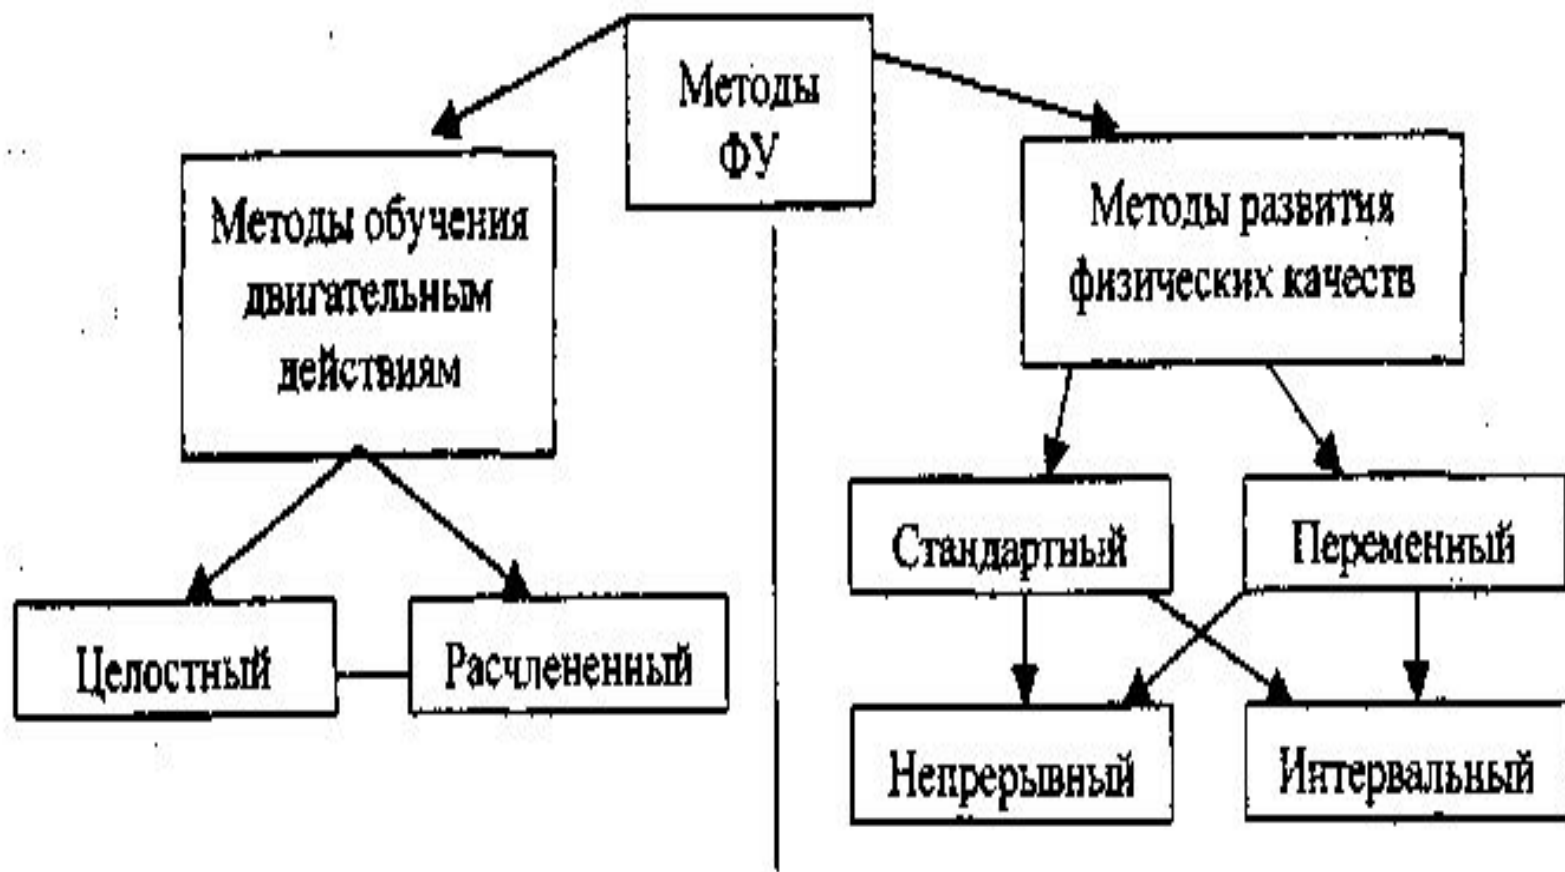 Методы
ФУ
Методы обучения
двигательным
действиям
Методы развития
физических качеств
Целостный
Расчлененный
Стандартный
Переменный
Непрерывный
Интервальный